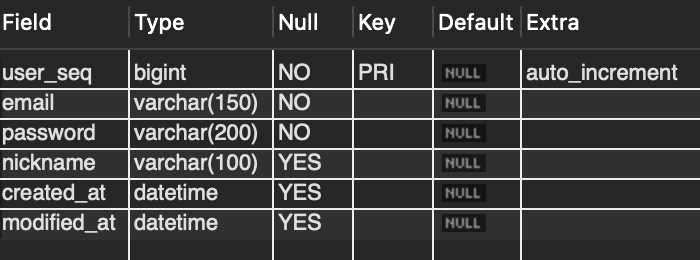 Field Type Null Key Default Extra
user_seq bigint NO PRI NULL auto_increment
email varchar(150) NO NULL
password varchar(200) NO NULL
nickname varchar(100) YES NULL
created_at datetime YES NULL
modified_at datetime YES NULL